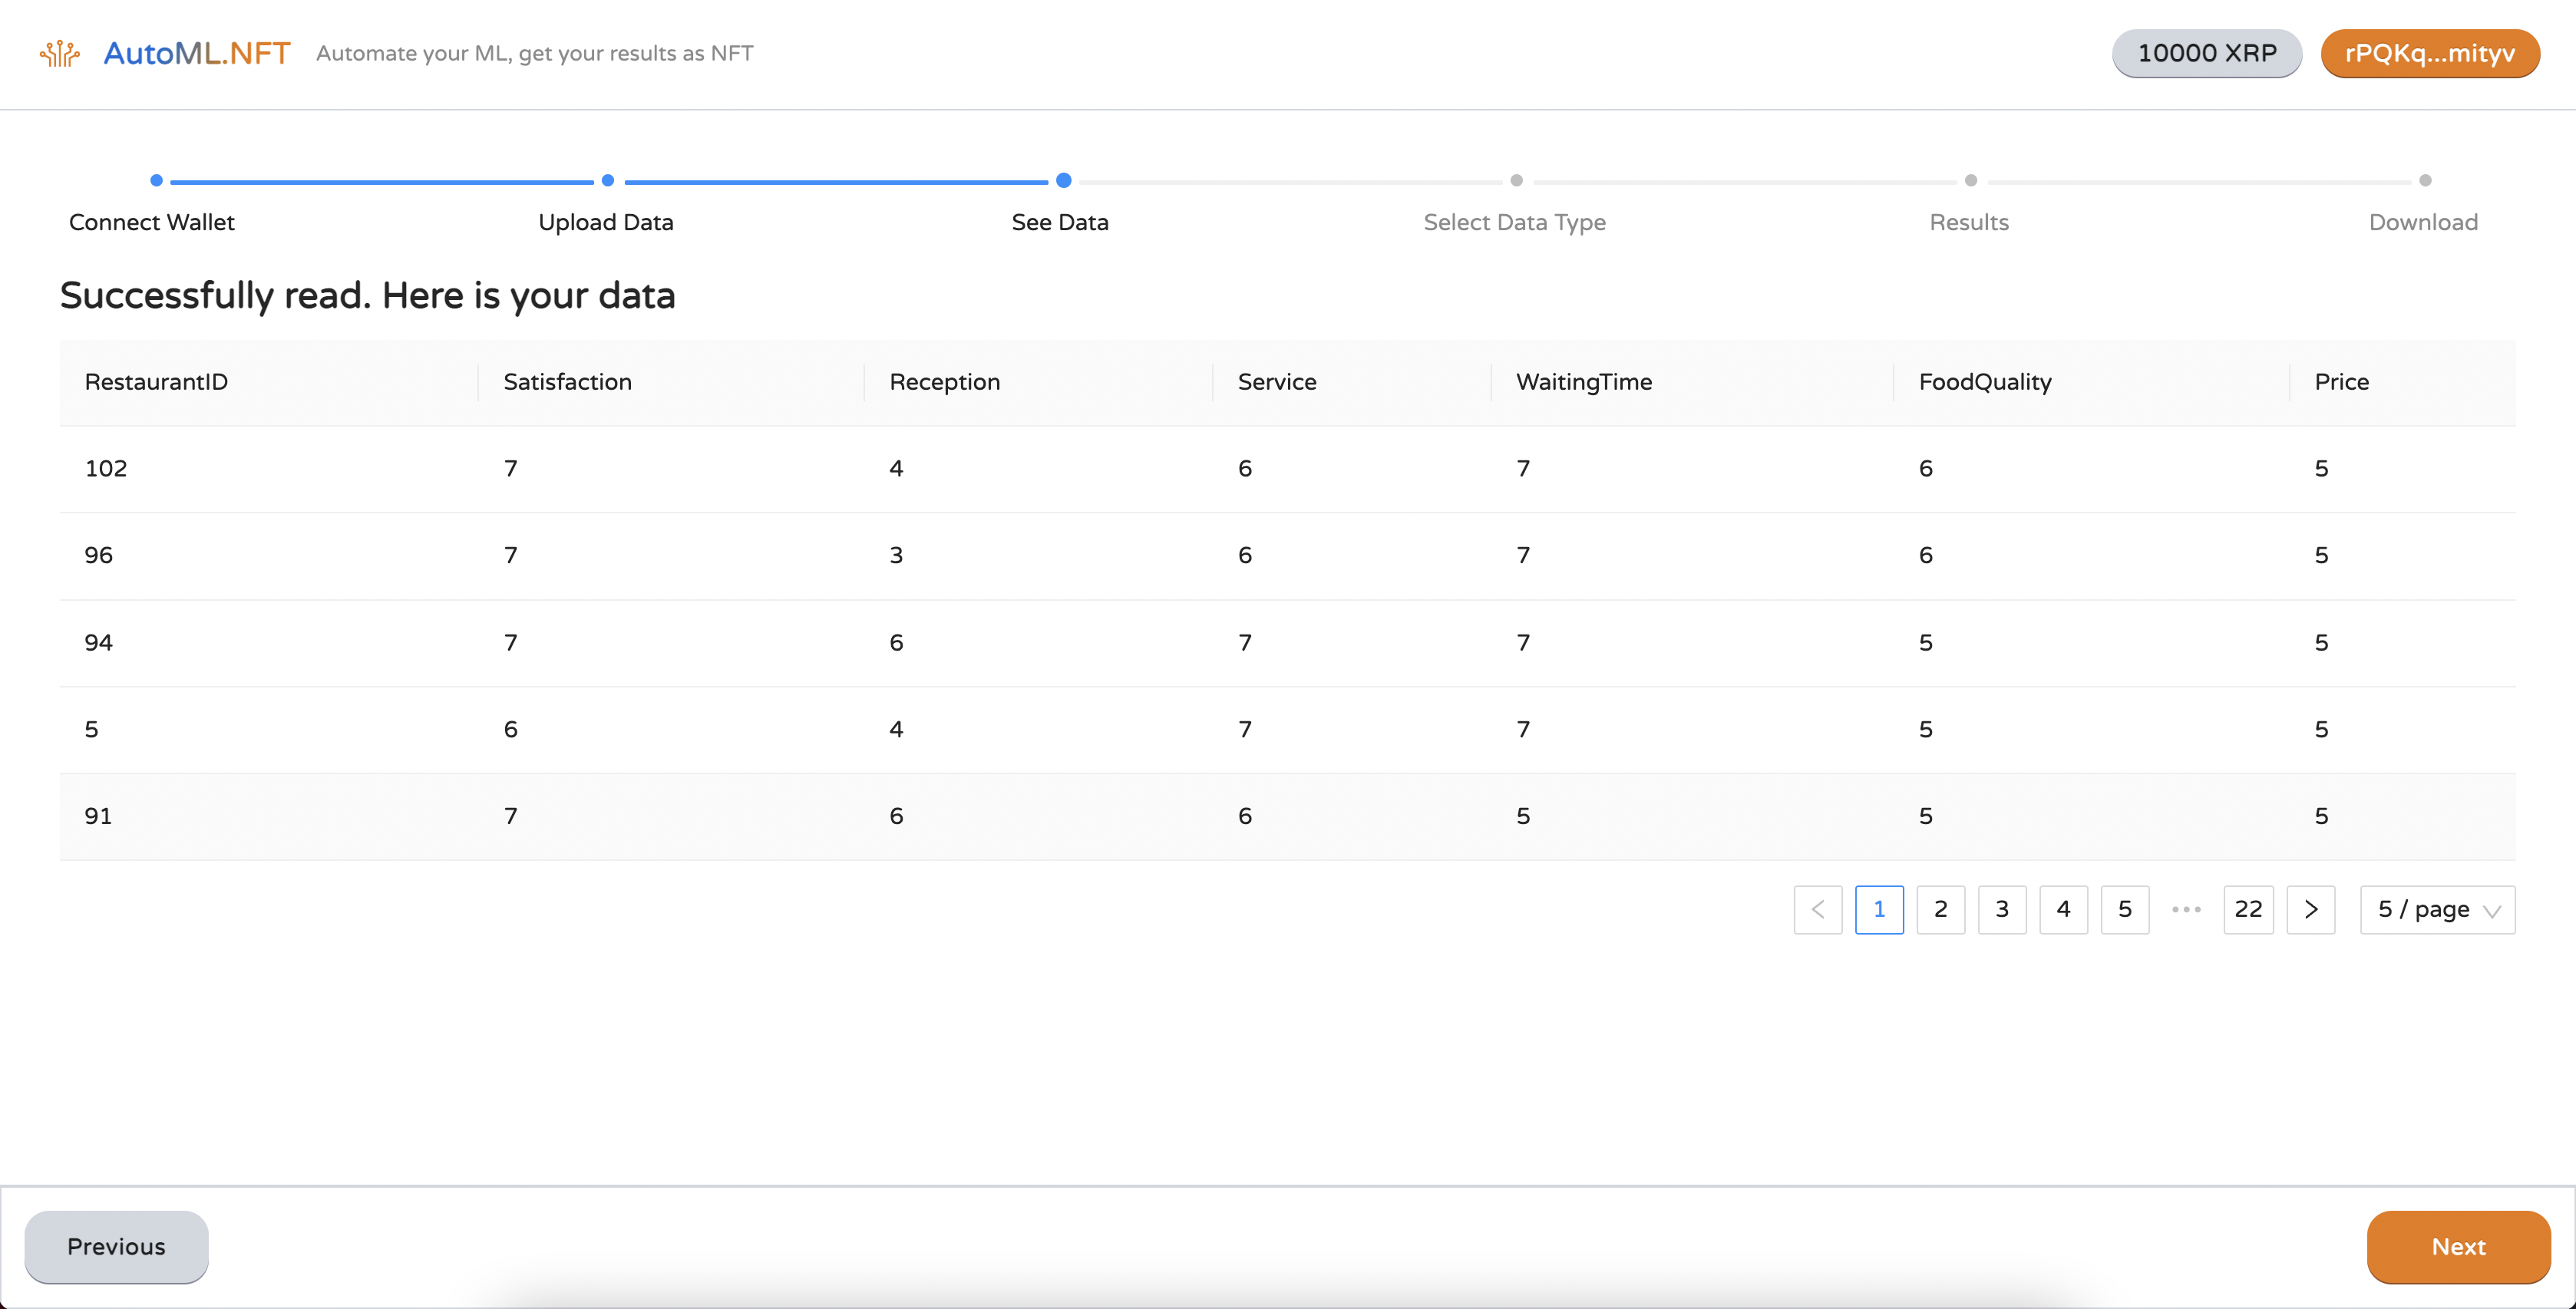 AutoML.NFT Automate your ML, get your results as NFT 10000 XRP rPQKq...mityv
Connect Wallet Upload Data See Data Select Data Type Results Download
Successfully read. Here is your data
RestaurantID Satisfaction Reception Service WaitingTime FoodQuality Price
102 7 4 6 7 6 5
96 7 3 6 7 6 5
94 7 6 7 7 5 5
5 6 4 7 7 5 5
91 7 6 6 5 5 5
< 1 2 3 4 5 ••• 22 > 5 / page
Previous Next